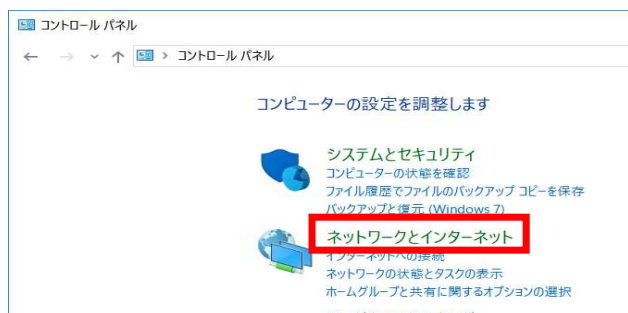 コントロール パネル
コントロール パネル
コンピューターの設定を調整します
システムとセキュリティ
コンピューターの状態を確認
ファイル履歴でファイルのバックアップ コピーを保存
バックアップと復元 (Windows 7)
ネットワークとインターネット
インターネットへの接続
ネットワークの状態とタスクの表示
ホームグループと共有に関するオプションの選択